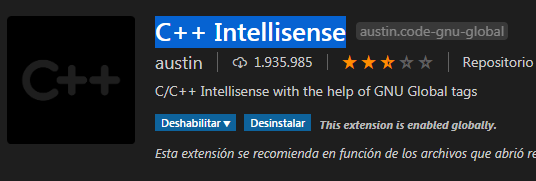 C++ Intellisense austin.code-gnu-global
austin 1.935.985 Repositorio
C/C++ Intellisense with the help of GNU Global tags
Deshabilitar Desinstalar This extension is enabled globally.
Esta extensión se recomienda en función de los archivos que abrió re
C++